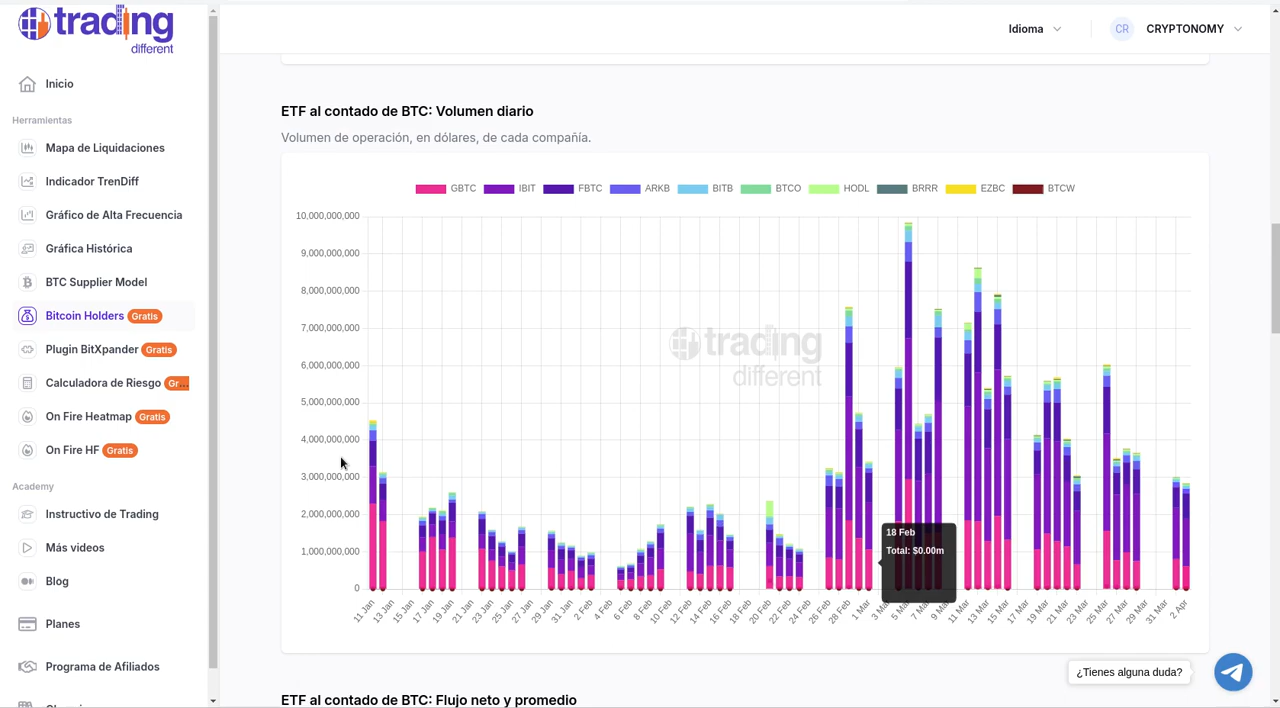 trading
different
Inicio
Herramientas
Mapa de Liquidaciones
Indicador TrenDiff
Gráfico de Alta Frecuencia
Gráfica Histórica
BTC Supplier Model
Bitcoin Holders Gratis
Plugin BitXpander Gratis
Calculadora de Riesgo Gr...
On Fire Heatmap Gratis
On Fire HF Gratis
Academy
Instructivo de Trading
Más videos
Blog
Planes
Programa de Afiliados
Idioma
CR CRYPTONOMY
ETF al contado de BTC: Volumen diario
Volumen de operación, en dólares, de cada compañía.
GBTC IBIT FBTC ARKB BITB BTCO HODL BRRR EZBC BTCW
10,000,000,000
9,000,000,000
8,000,000,000
7,000,000,000
6,000,000,000
5,000,000,000
4,000,000,000
3,000,000,000
2,000,000,000
1,000,000,000
0
trading
different
18 Feb
Total: $0.00m
11 Jan 13 Jan 15 Jan 17 Jan 19 Jan 21 Jan 23 Jan 25 Jan 27 Jan 29 Jan 31 Jan 2 Feb 4 Feb 6 Feb 8 Feb 10 Feb 12 Feb 14 Feb 16 Feb 18 Feb 20 Feb 22 Feb 24 Feb 26 Feb 28 Feb 1 Mar 3 Mar 5 Mar 7 Mar 9 Mar 11 Mar 13 Mar 15 Mar 17 Mar 19 Mar 21 Mar 23 Mar 25 Mar 27 Mar 29 Mar 31 Mar 2 Apr
¿Tienes alguna duda?
ETF al contado de BTC: Flujo neto y promedio